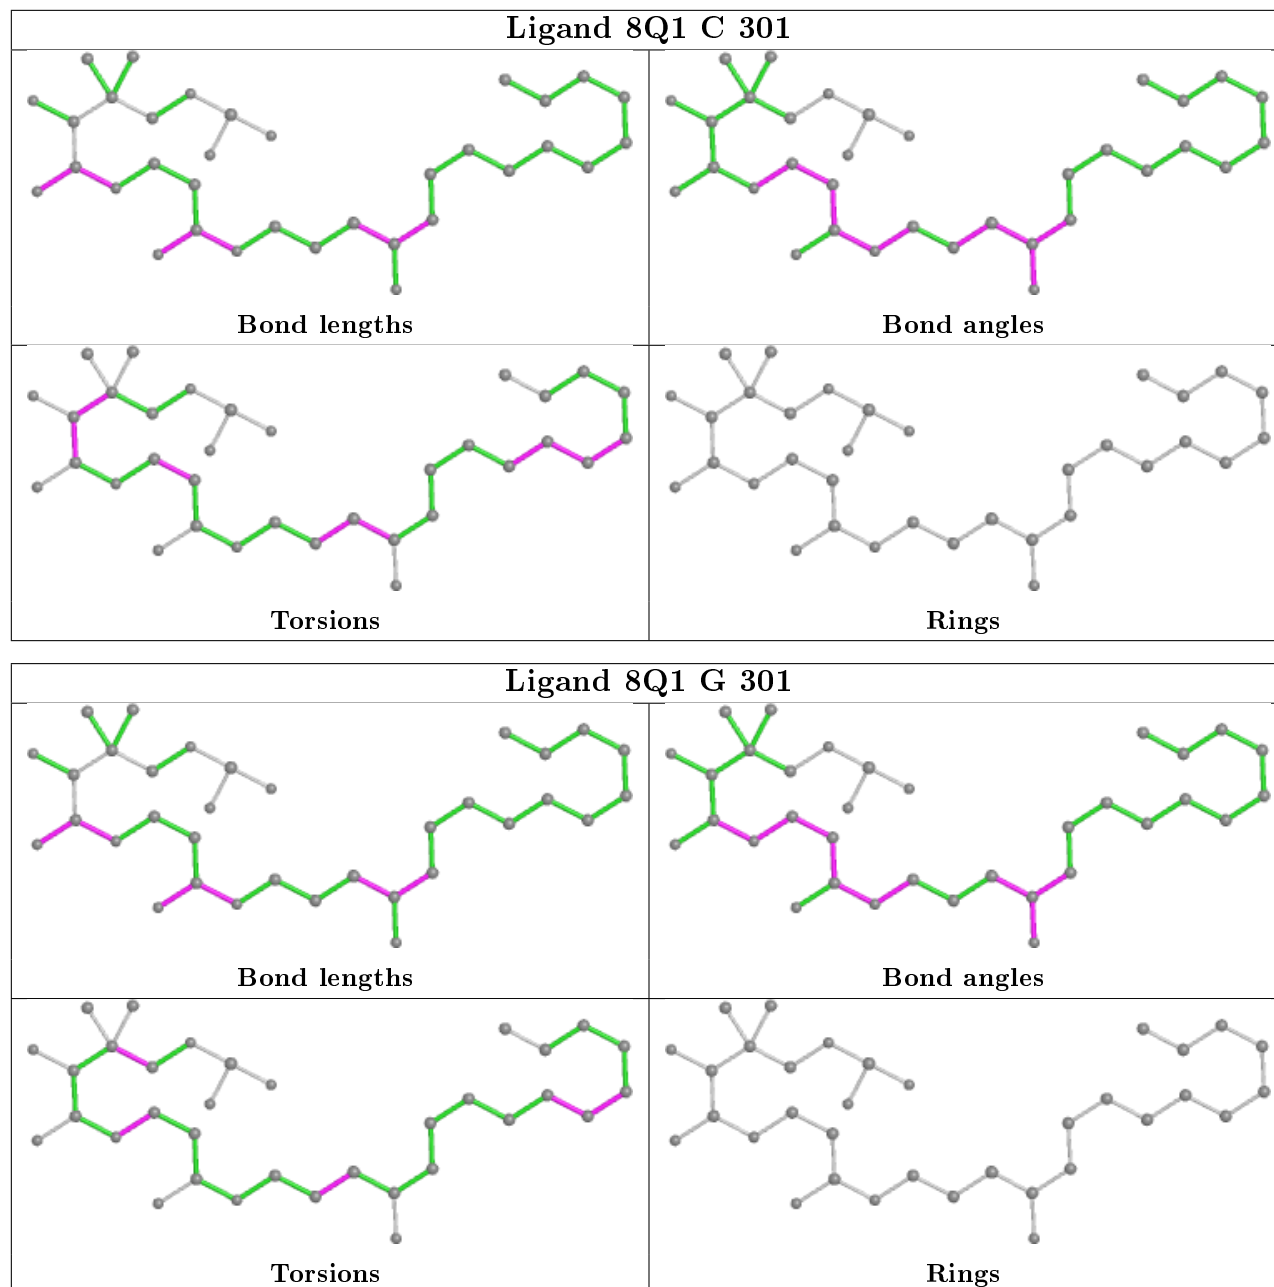 Ligand 8Q1 C 301
Bond lengths
Bond angles
Torsions
Rings
Ligand 8Q1 G 301
Bond lengths
Bond angles
Torsions
Rings